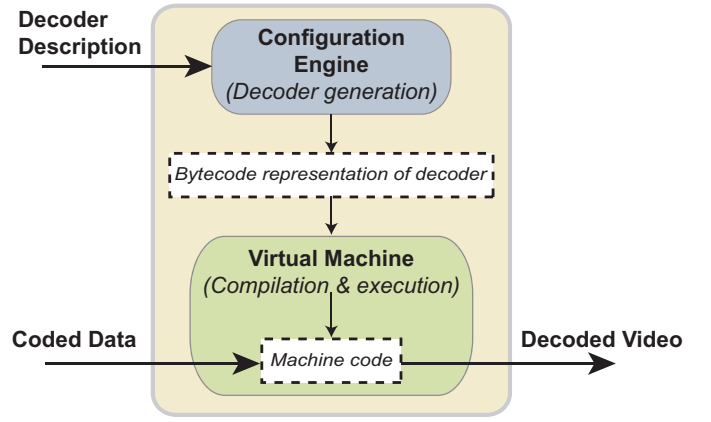 Decoder
Description
Configuration
Engine
(Decoder generation)
Bytecode representation of decoder
Virtual Machine
(Compilation & execution)
Coded Data
Machine code
Decoded Video